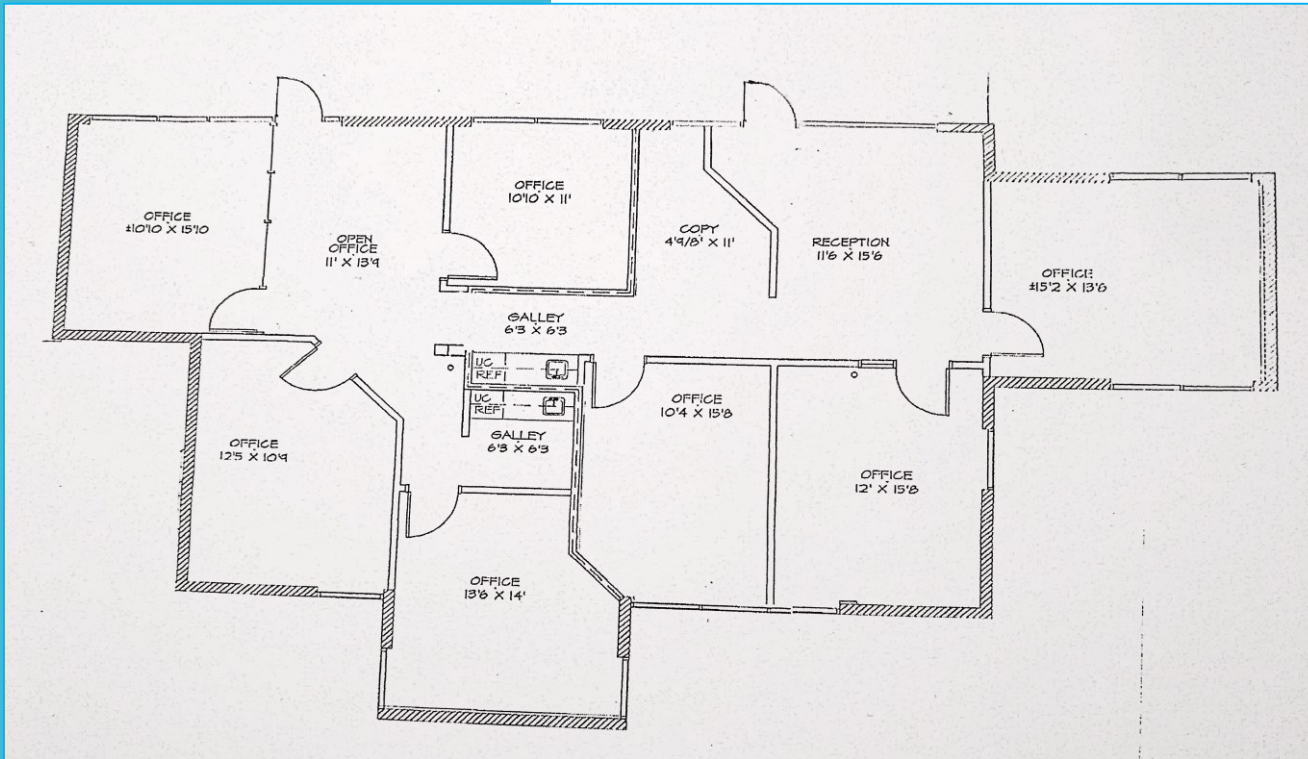 OFFICE
±10'10 X 15'10
OPEN
OFFICE
11' X 13'9
OFFICE
10'10 X 11'
COPY
4'9/8' X 11'
RECEPTION
11'6 X 15'6
OFFICE
±15'2 X 13'6
GALLEY
6'3 X 6'3
UC
REF
UC
REF
GALLEY
6'3 X 6'3
OFFICE
10'4 X 15'8
OFFICE
12'5 X 10'9
OFFICE
12' X 15'8
OFFICE
13'6 X 14'